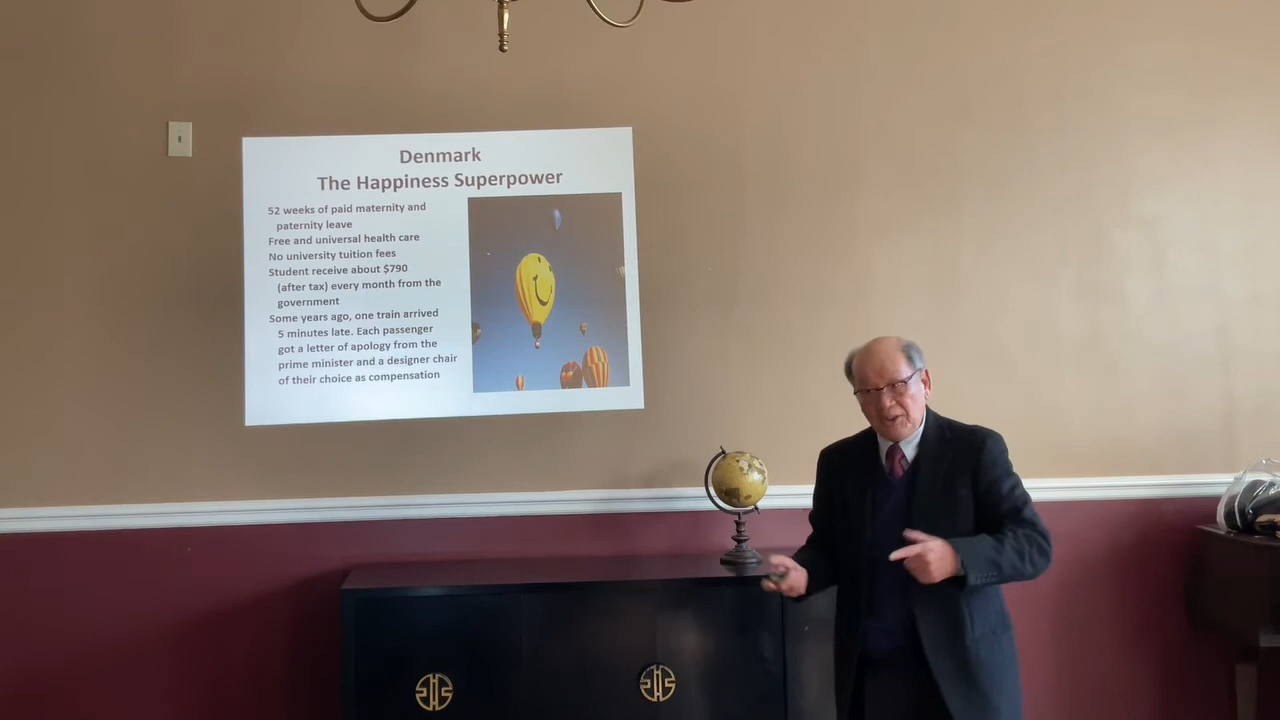 Denmark
The Happiness Superpower
52 weeks of paid maternity and
paternity leave
Free and universal health care
No university tuition fees
Student receive about $790
(after tax) every month from the
government
Some years ago, one train arrived
5 minutes late. Each passenger
got a letter of apology from the
prime minister and a designer chair
of their choice as compensation